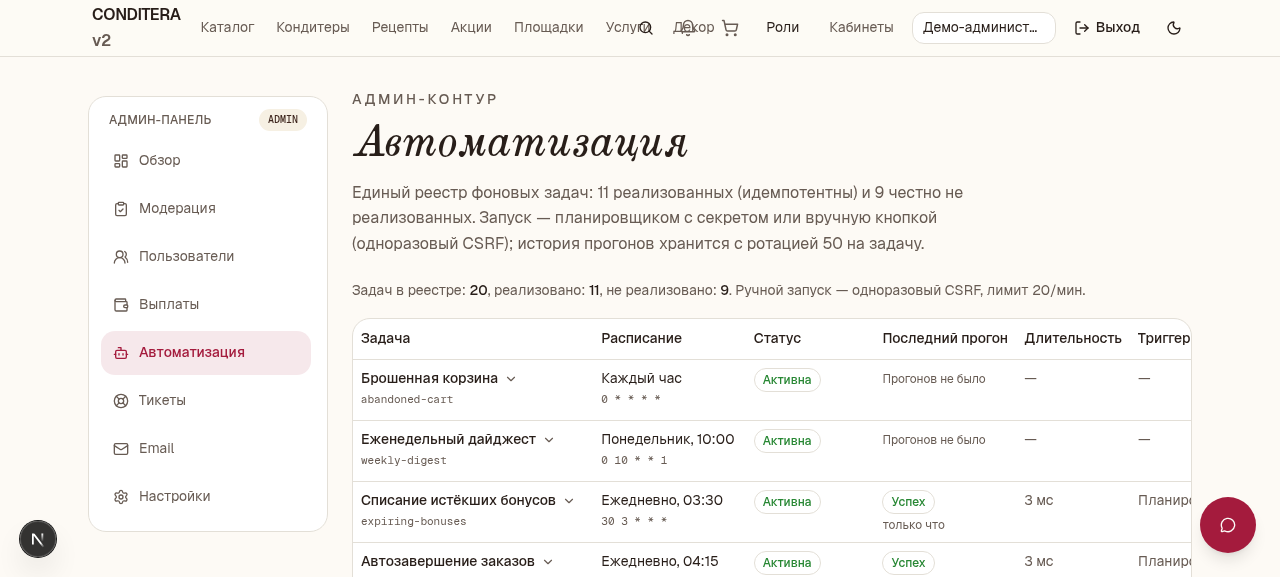 CONDITERA v2
Каталог Кондитеры Рецепты Акции Площадки Услуги Декор Роли Кабинеты Демо-админист… Выход
АДМИН-ПАНЕЛЬ ADMIN
Обзор
Модерация
Пользователи
Выплаты
Автоматизация
Тикеты
Email
Настройки
АДМИН-КОНТУР
Автоматизация
Единый реестр фоновых задач: 11 реализованных (идемпотентны) и 9 честно не
реализованных. Запуск — планировщиком с секретом или вручную кнопкой
(одноразовый CSRF); история прогонов хранится с ротацией 50 на задачу.
Задач в реестре: 20, реализовано: 11, не реализовано: 9. Ручной запуск — одноразовый CSRF, лимит 20/мин.
Задача Расписание Статус Последний прогон Длительность Триггер
Брошенная корзина Каждый час Активна Прогонов не было — —
abandoned-cart 0 * * * *
Еженедельный дайджест Понедельник, 10:00 Активна Прогонов не было — —
weekly-digest 0 10 * * 1
Списание истёкших бонусов Ежедневно, 03:30 Активна Успех 3 мс Планиро
expiring-bonuses 30 3 * * * только что
Автозавершение заказов Ежедневно, 04:15 Активна Успех 3 мс Планиро